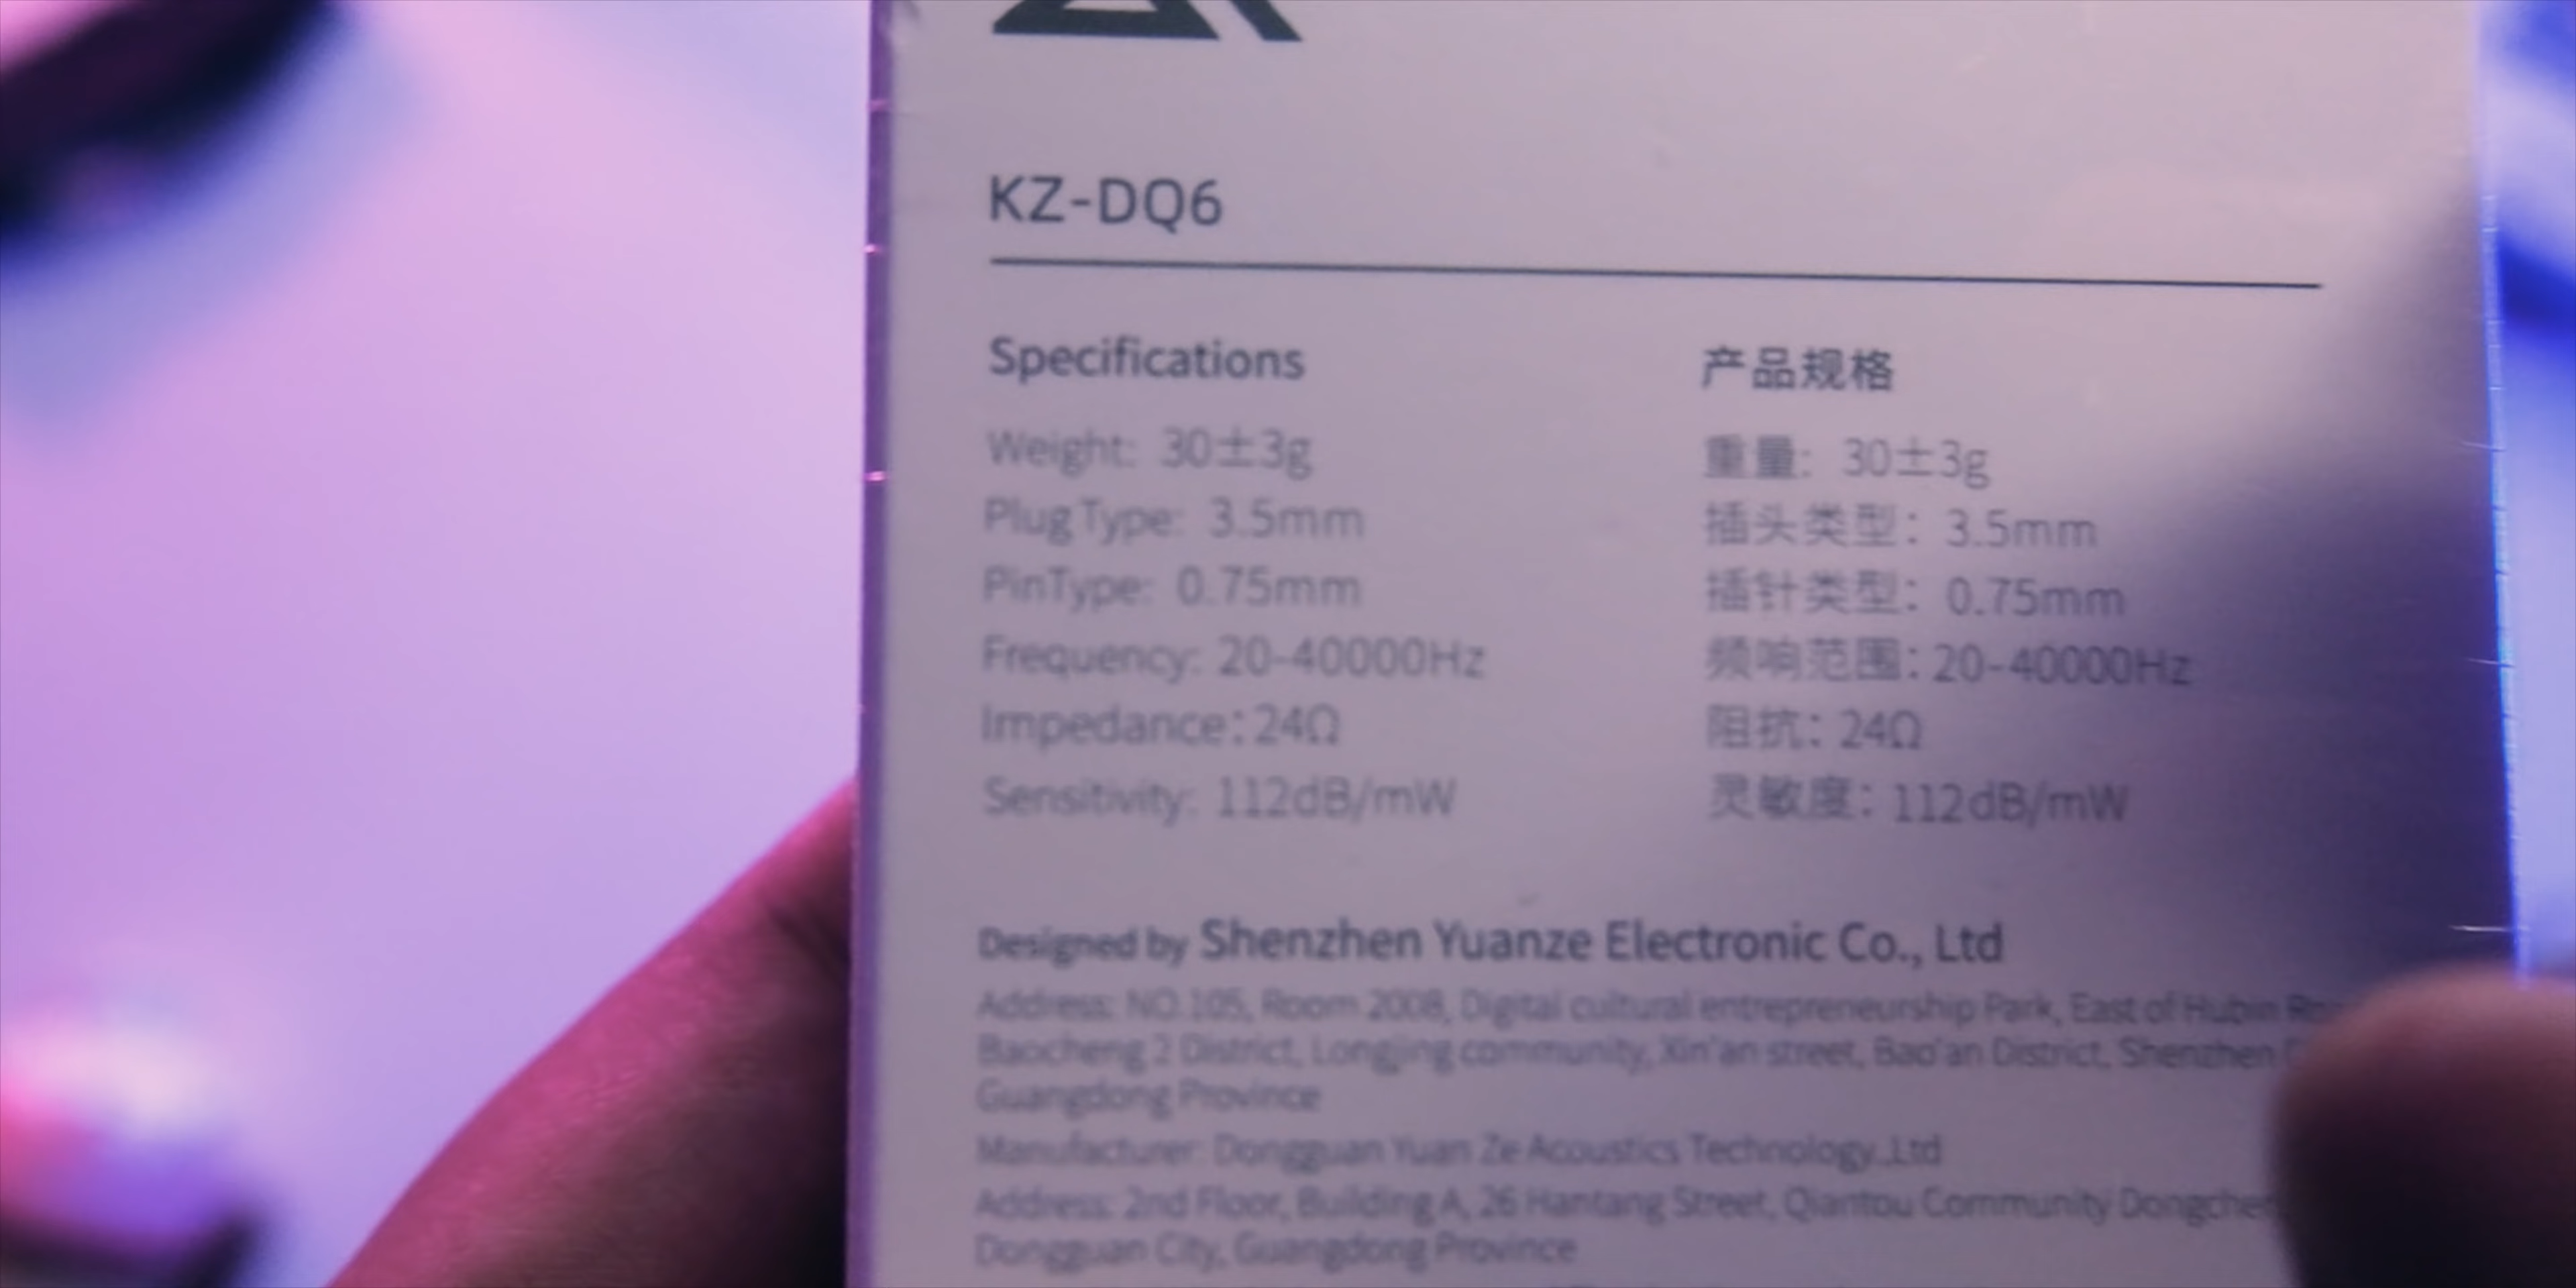 KZ-DQ6
Specifications
Weight: 30±3g
Plug Type: 3.5mm
PinType: 0.75mm
Frequency: 20-40000Hz
Impedance: 24Ω
Sensitivity: 112dB/mW
产品规格
重量: 30±3g
插头类型: 3.5mm
插针类型: 0.75mm
频响范围: 20-40000Hz
阻抗: 24Ω
灵敏度: 112dB/mW
Designed by Shenzhen Yuanze Electronic Co., Ltd
Address: NO.105, Room 2008, Digital cultural entrepreneurship Park, East of Hubin
Baocheng 2 District, Longjing community, Xin'an street, Bao'an District, Shenzhen
Guangdong Province
Manufacturer: Dongguan Yuan Ze Acoustics Technology.,Ltd
Address: 2nd Floor, Building A, 26 Hantang Street, Qiantou Community
Dongguan City, Guangdong Province